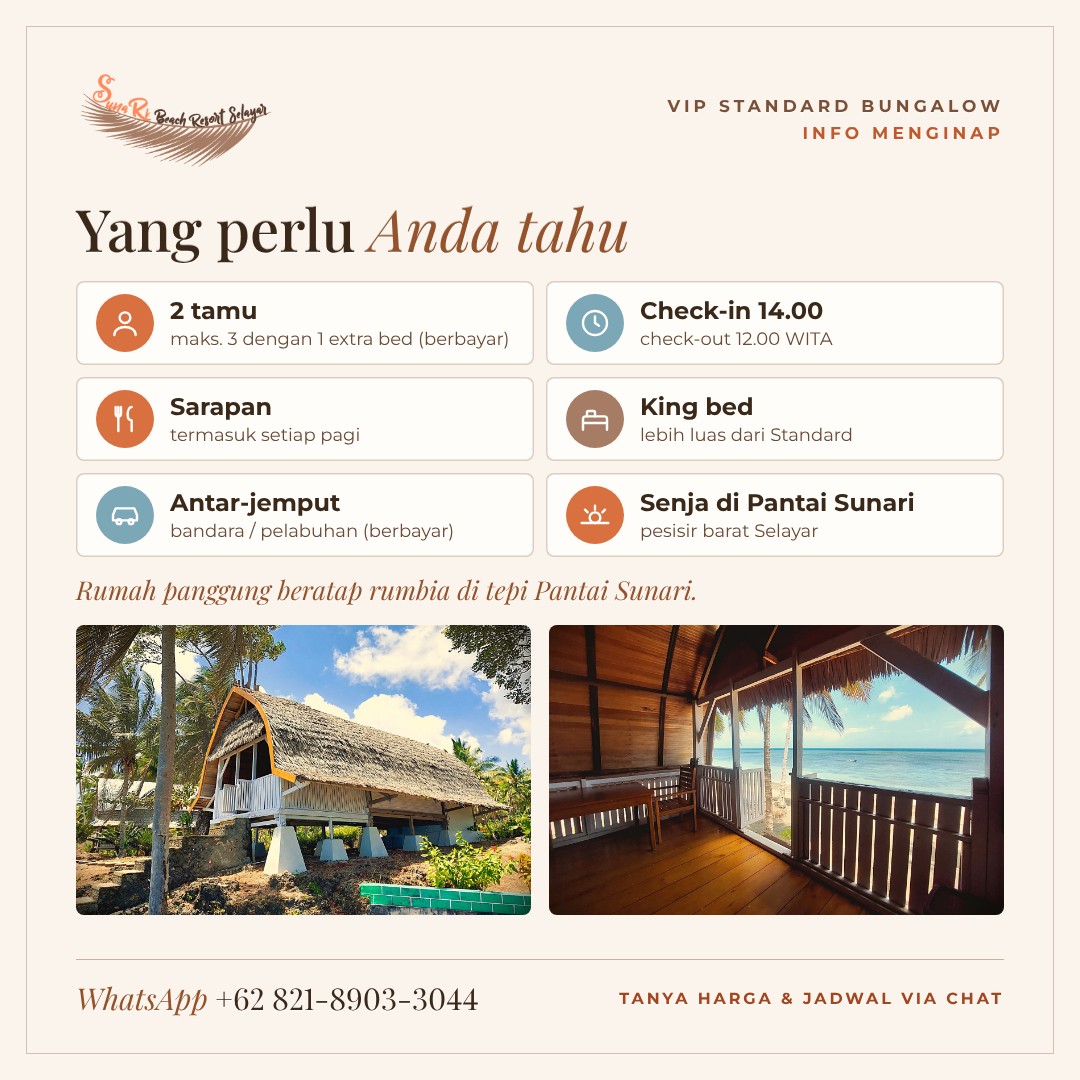 SunaRi Beach Resort Selayar
VIP STANDARD BUNGALOW
INFO MENGINAP
Yang perlu Anda tahu
2 tamu
maks. 3 dengan 1 extra bed (berbayar)
Check-in 14.00
check-out 12.00 WITA
Sarapan
termasuk setiap pagi
King bed
lebih luas dari Standard
Antar-jemput
bandara / pelabuhan (berbayar)
Senja di Pantai Sunari
pesisir barat Selayar
Rumah panggung beratap rumbia di tepi Pantai Sunari.
WhatsApp +62 821-8903-3044
TANYA HARGA & JADWAL VIA CHAT